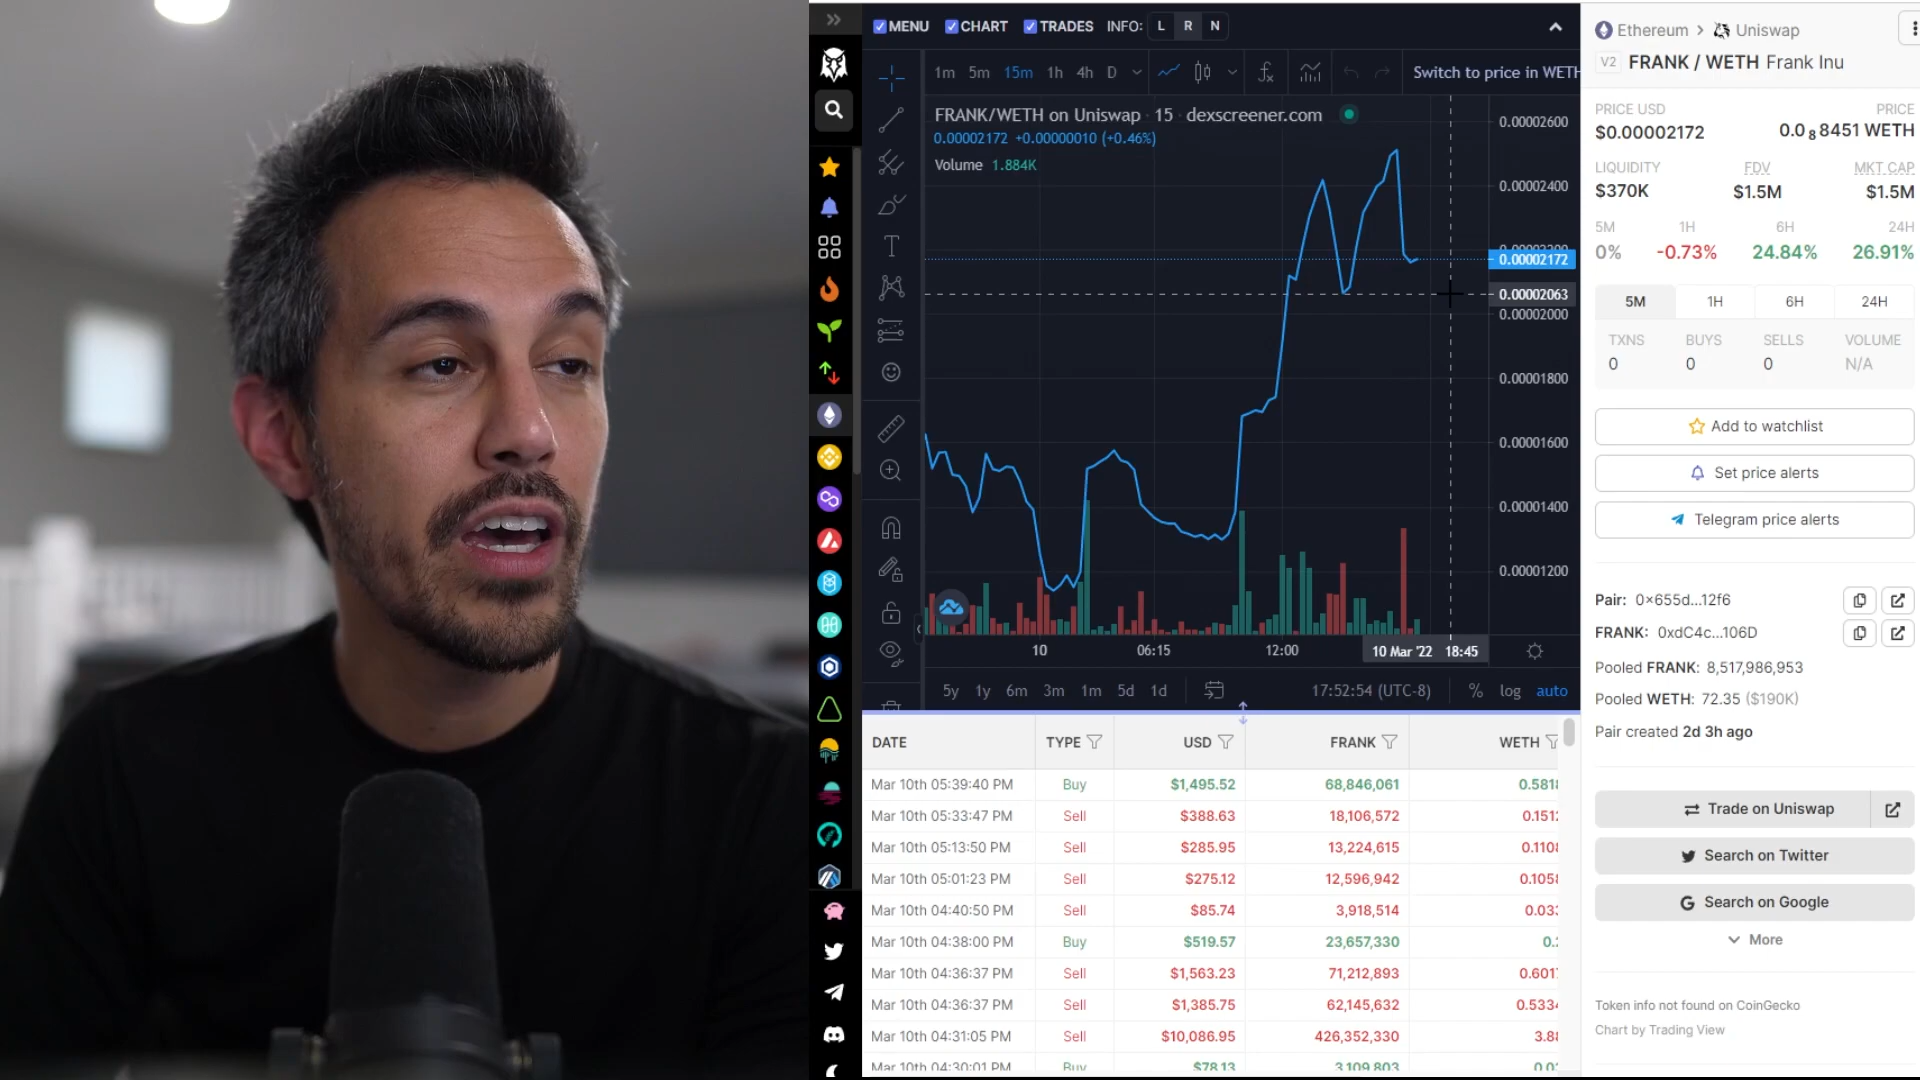 MENU CHART TRADES INFO: L R N
1m 5m 15m 1h 4h D Switch to price in WETH
FRANK/WETH on Uniswap 15 dexscreener.com
0.00002172 +0.00000010 (+0.46%)
Volume 1.884K
0.00002600
0.00002400
0.00002172
0.00002063
0.00002000
0.00001800
0.00001600
0.00001400
0.00001200
10 06:15 12:00 10 Mar '22 18:45
5y 1y 6m 3m 1m 5d 1d 17:52:54 (UTC-8) % log auto
DATE TYPE USD FRANK WETH
Mar 10th 05:39:40 PM Buy $1,495.52 68,846,061
Mar 10th 05:33:47 PM Sell $388.63 18,106,572
Mar 10th 05:13:50 PM Sell $285.95 13,224,615
Mar 10th 05:01:23 PM Sell $275.12 12,596,942
Mar 10th 04:40:50 PM Sell $85.74 3,918,514
Mar 10th 04:38:00 PM Buy $519.57 23,657,330
Mar 10th 04:36:37 PM Sell $1,563.23 71,212,893
Mar 10th 04:36:37 PM Sell $1,385.75 62,145,632
Mar 10th 04:31:05 PM Sell $10,086.95 426,352,330
Mar 10th 04:30:01 PM Buy $78.13 3,109,803
Ethereum > Uniswap
V2 FRANK / WETH Frank Inu
PRICE USD PRICE
$0.00002172 0.0₈8451 WETH
LIQUIDITY FDV MKT CAP
$370K $1.5M $1.5M
5M 1H 6H 24H
0% -0.73% 24.84% 26.91%
5M 1H 6H 24H
TXNS BUYS SELLS VOLUME
0 0 0 N/A
Add to watchlist
Set price alerts
Telegram price alerts
Pair: 0×655d...12f6
FRANK: 0xdC4c...106D
Pooled FRANK: 8,517,986,953
Pooled WETH: 72.35 ($190K)
Pair created 2d 3h ago
Trade on Uniswap
Search on Twitter
Search on Google
More
Token info not found on CoinGecko
Chart by Trading View